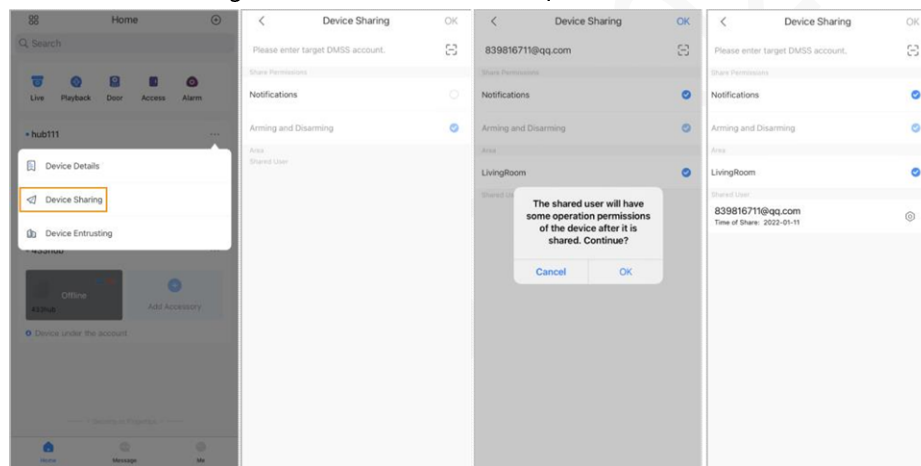 Home
Search
Live Playback Door Access Alarm
hub111
Device Details
Device Sharing
Device Entrusting
433hub
Offline
433hub
Add Accessory
Device under the account
Home Message Me
Device Sharing OK
Please enter target DMSS account.
Share Permissions
Notifications
Arming and Disarming
Area
Shared User
Device Sharing OK
839816711@qq.com
Share Permissions
Notifications
Arming and Disarming
Area
LivingRoom
The shared user will have
some operation permissions
of the device after it is
shared. Continue?
Cancel OK
Device Sharing OK
Please enter target DMSS account.
Share Permissions
Notifications
Arming and Disarming
Area
LivingRoom
Shared User
839816711@qq.com
Time of Share: 2022-01-11